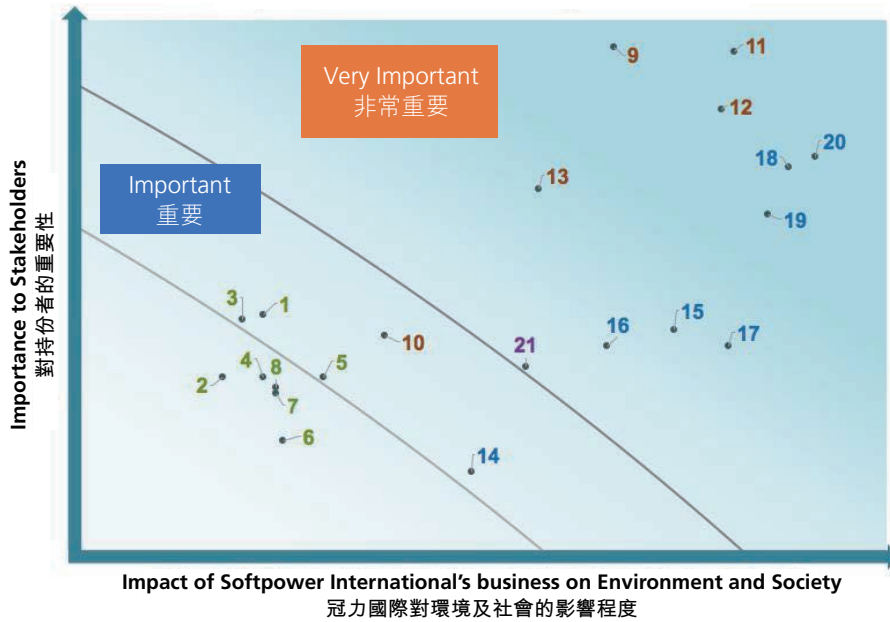 Very Important
非常重要
9
11
12
20
18
13
19
Important
重要
3
1
15
16
17
10
21
4
8
5
2
7
6
14
Importance to Stakeholders
對持份者的重要性
Impact of Softpower International's business on Environment and Society
冠力國際對環境及社會的影響程度